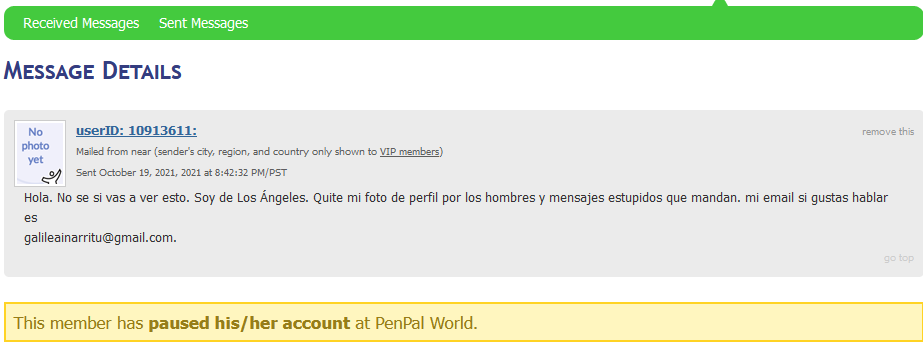 Received Messages Sent Messages
Message Details
No
photo
yet
userID: 10913611:
remove this
Mailed from near (sender's city, region, and country only shown to VIP members)
Sent October 19, 2021, 2021 at 8:42:32 PM/PST
Hola. No se si vas a ver esto. Soy de Los Ángeles. Quite mi foto de perfil por los hombres y mensajes estupidos que mandan. mi email si gustas hablar
es
galileainarritu@gmail.com.
go top
This member has paused his/her account at PenPal World.